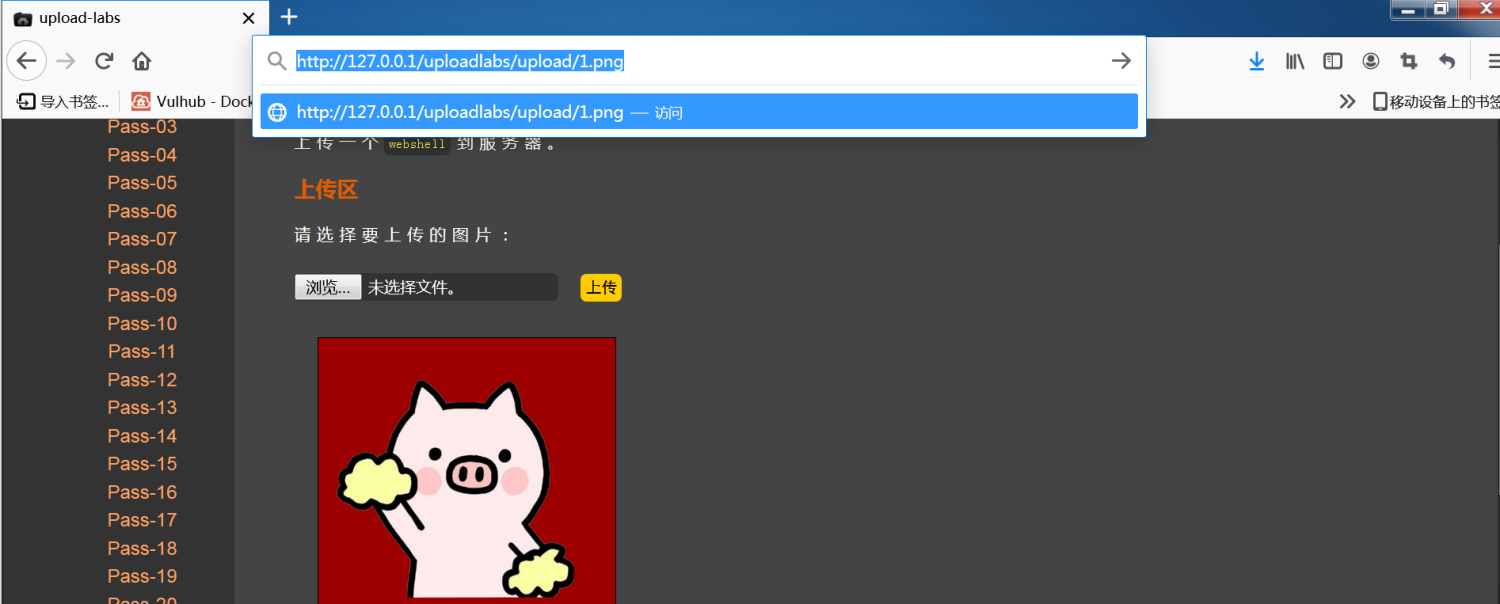 upload-labs
http://127.0.0.1/uploadlabs/upload/1.png
导入书签... Vulhub - Dock
http://127.0.0.1/uploadlabs/upload/1.png — 访问
移动设备上的书签
Pass-03
Pass-04
Pass-05
Pass-06
Pass-07
Pass-08
Pass-09
Pass-10
Pass-11
Pass-12
Pass-13
Pass-14
Pass-15
Pass-16
Pass-17
Pass-18
Pass-19
Pass-20
上传一个 webshell 到服务器。
上传区
请选择要上传的图片：
浏览... 未选择文件。 上传